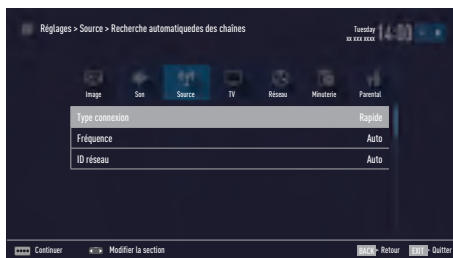 Réglages > Source > Recherche automatiquedes des chaînes
Tuesday
xx xxx xxxx
14:00
Image Son Source TV Réseau Minuterie Parental
Type connexion Rapide
Fréquence Auto
ID réseau Auto
Continuer Modifier la section BACK Retour EXIT Quitter